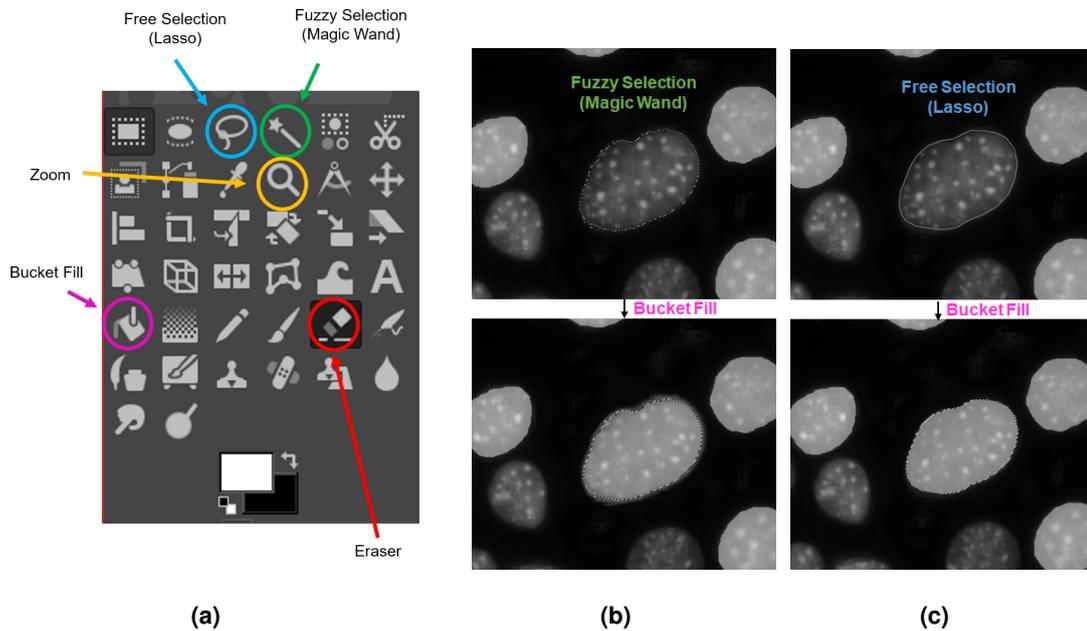 Free Selection
(Lasso)
Fuzzy Selection
(Magic Wand)
Zoom
Bucket Fill
Eraser
A
Fuzzy Selection
(Magic Wand)
Bucket Fill
Free Selection
(Lasso)
Bucket Fill
(a)
(b)
(c)